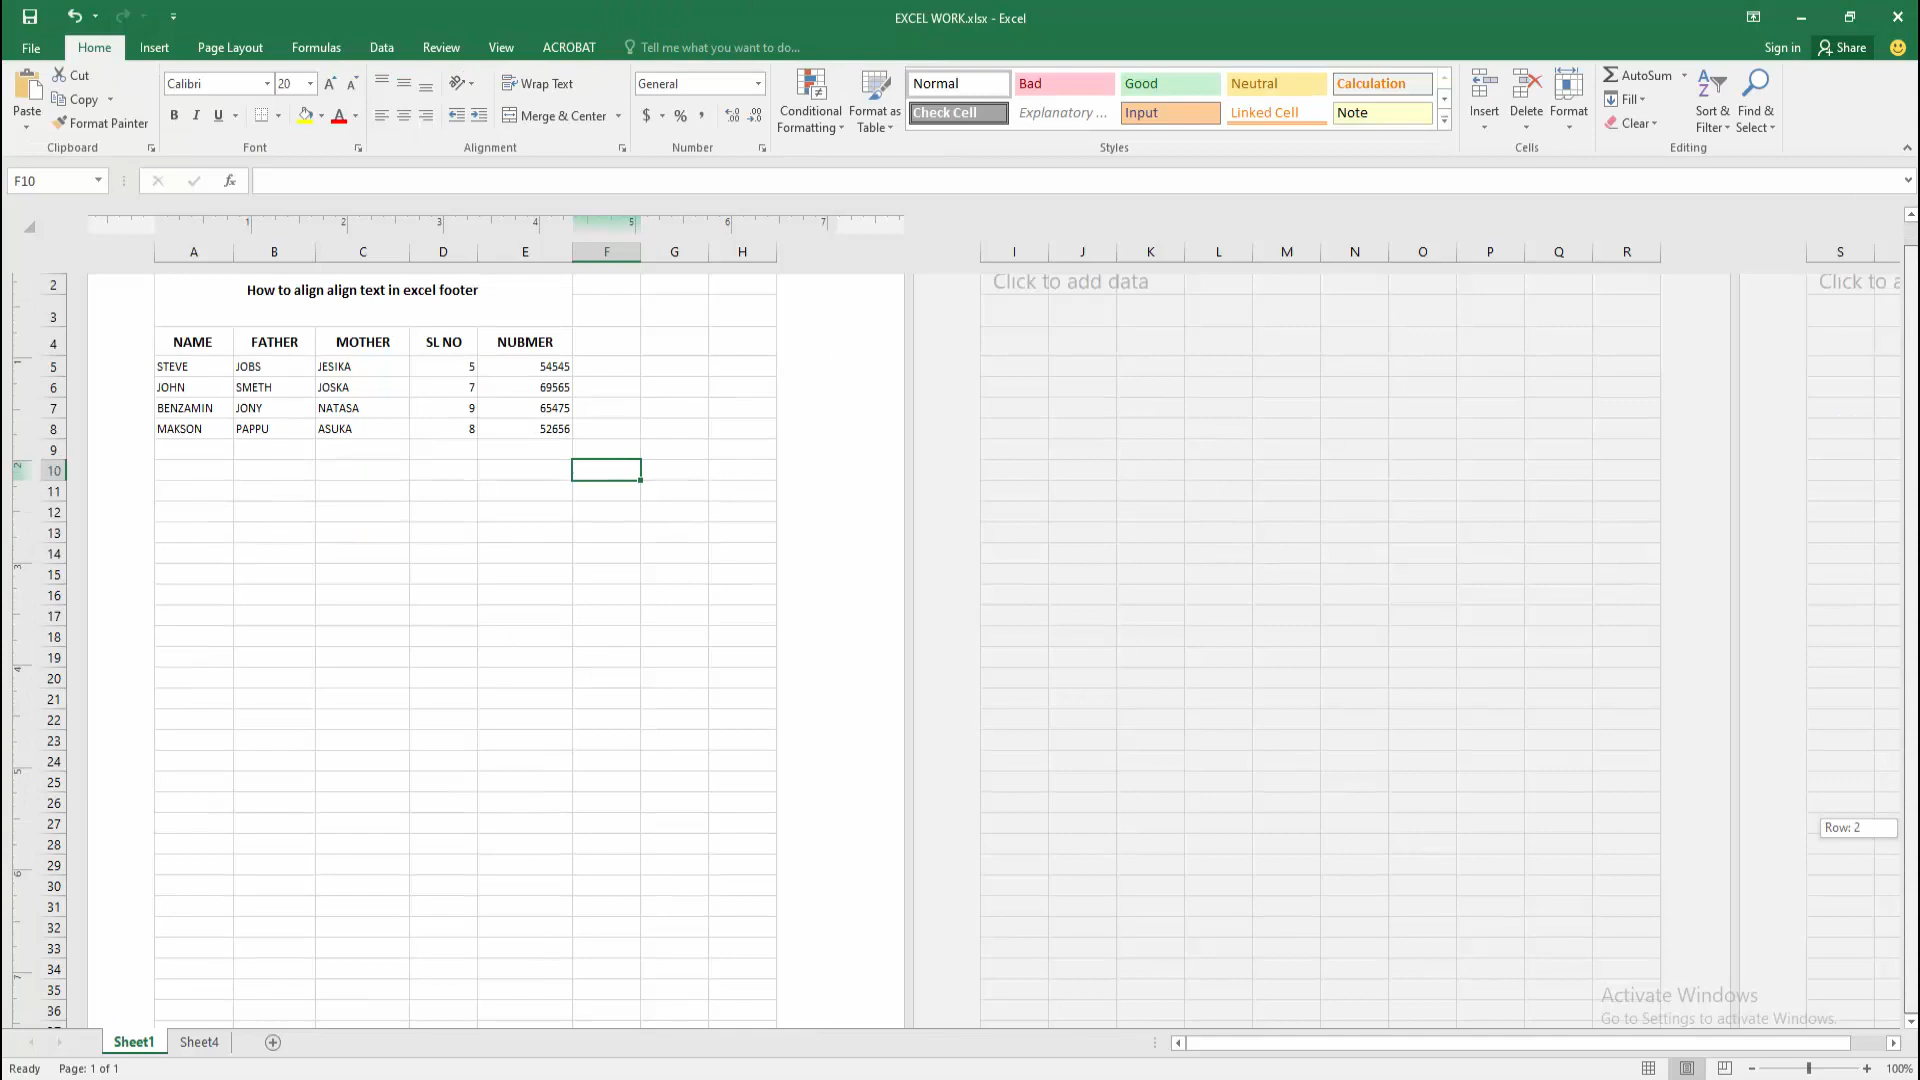 EXCEL WORK.xlsx - Excel
File Home Insert Page Layout Formulas Data Review View ACROBAT Tell me what you want to do... Sign in Share
Cut
Copy
Format Painter
Paste
Clipboard
Calibri 20
B I U A
Font
Wrap Text
Merge & Center
Alignment
General
$ % ,
Number
Conditional Formatting
Format as Table
Normal Bad Good Neutral Calculation
Check Cell Explanatory ... Input Linked Cell Note
Styles
Insert Delete Format
Cells
AutoSum
Fill
Clear
Sort & Filter
Find & Select
Editing
F10 fx
1 2 3 4 5 6 7
A B C D E F G H I J K L M N O P Q R S
2 How to align align text in excel footer Click to add data Click to a
3
4 NAME FATHER MOTHER SL NO NUBMER
5 STEVE JOBS JESIKA 5 54545
6 JOHN SMETH JOSKA 7 69565
7 BENZAMIN JONY NATASA 9 65475
8 MAKSON PAPPU ASUKA 8 52656
9
10
11
12
13
14
15
16
17
18
19
20
21
22
23
24
25
26
27
Row: 2
28
29
30
31
32
33
34
35
36
Activate Windows
Go to Settings to activate Windows.
Sheet1 Sheet4
Ready Page: 1 of 1 100%